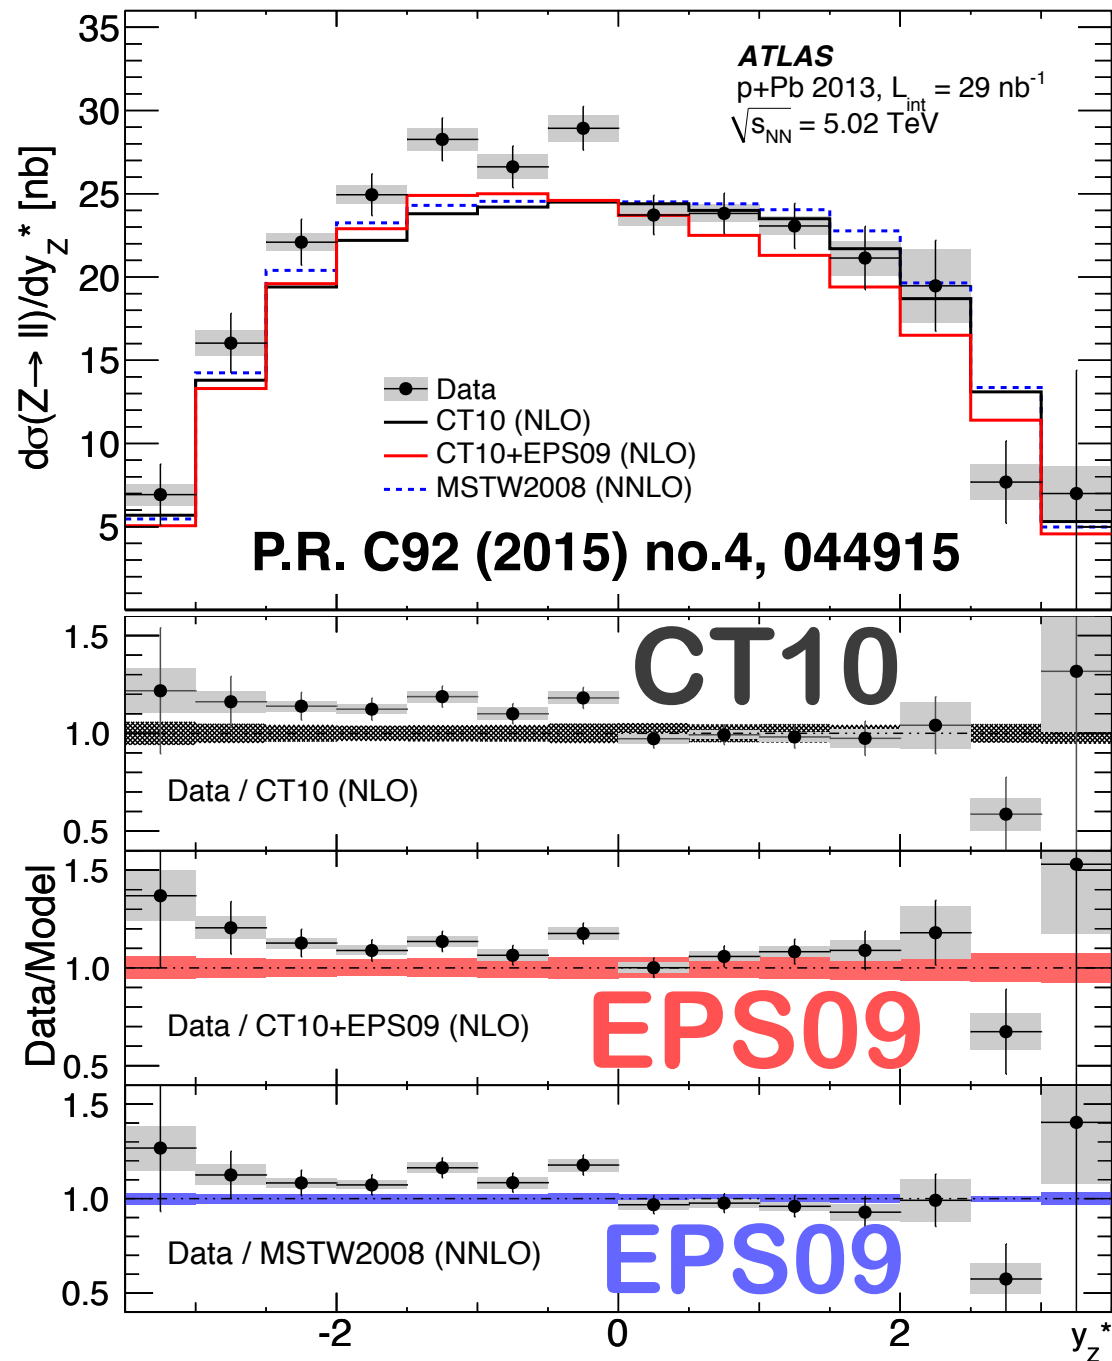 35
30
25
20
15
10
5
dσ(Z→ ll)/dy_Z* [nb]
ATLAS
p+Pb 2013, L_int = 29 nb⁻¹
√s_NN = 5.02 TeV
Data
CT10 (NLO)
CT10+EPS09 (NLO)
MSTW2008 (NNLO)
P.R. C92 (2015) no.4, 044915
1.5
1.0
0.5
CT10
Data / CT10 (NLO)
Data/Model
1.5
1.0
0.5
EPS09
Data / CT10+EPS09 (NLO)
1.5
1.0
0.5
EPS09
Data / MSTW2008 (NNLO)
-2 0 2 y_Z*